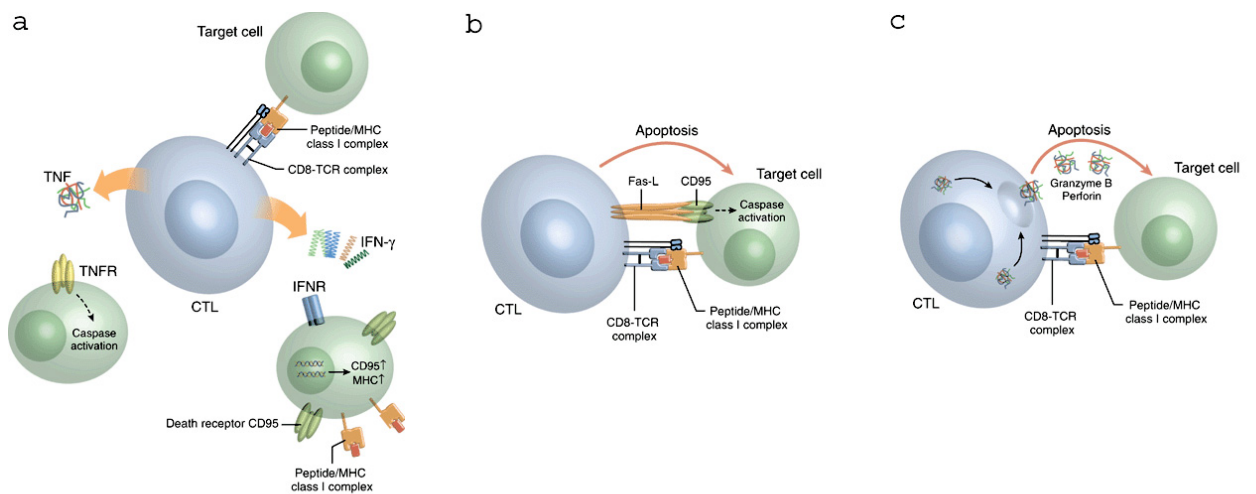 a
Target cell
Peptide/MHC
class I complex
CD8-TCR complex
TNF
IFN-γ
TNFR
CTL
IFNR
Caspase
activation
CD95↑
MHC↑
Death receptor CD95
Peptide/MHC
class I complex
b
Apoptosis
Target cell
Fas-L
CD95
Caspase
activation
CTL
Peptide/MHC
class I complex
CD8-TCR
complex
c
Apoptosis
Target cell
Granzyme B
Perforin
CTL
Peptide/MHC
class I complex
CD8-TCR
complex